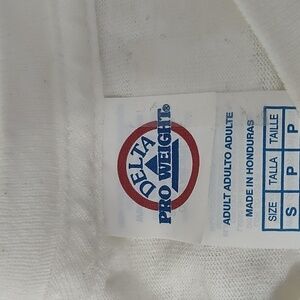 DELTA
PRO WEIGHT®
ADULT ADULTO ADULTE
MADE IN HONDURAS
SIZE TALLA TAILLE
S P P